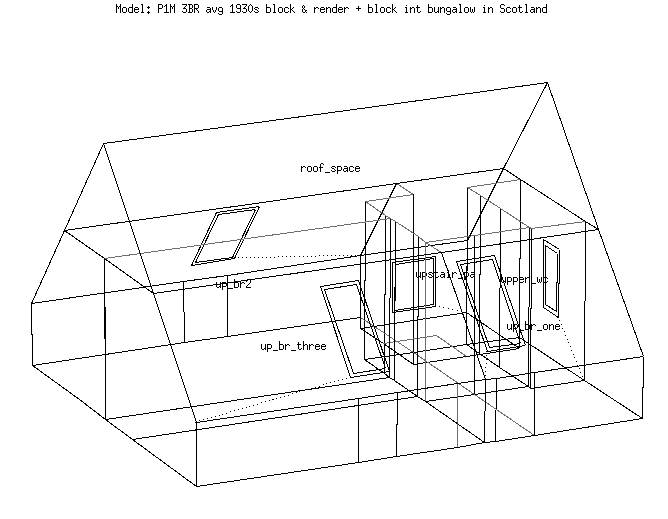 Model: P1M 3BR avg 1930s block & render + block int bungalow in Scotland
roof_space
upstair_pa
upper_wc
up_br2
up_br_one
up_br_three